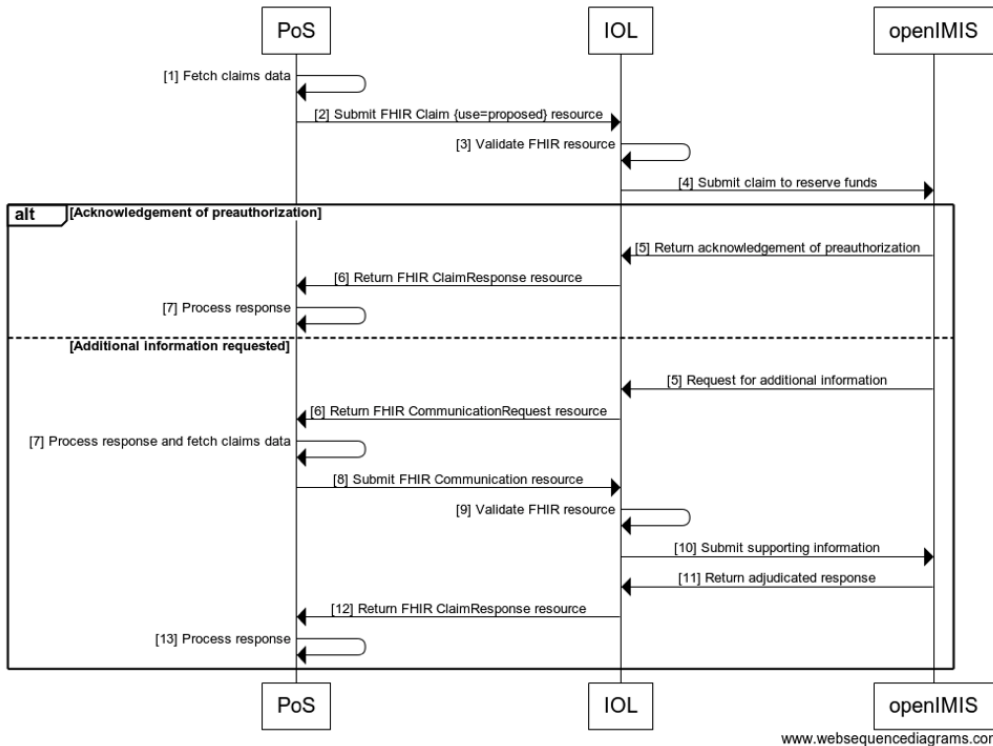 PoS IOL openIMIS
[1] Fetch claims data
[2] Submit FHIR Claim {use=proposed} resource
[3] Validate FHIR resource
[4] Submit claim to reserve funds
alt [Acknowledgement of preauthorization]
[5] Return acknowledgement of preauthorization
[6] Return FHIR ClaimResponse resource
[7] Process response
[Additional information requested]
[5] Request for additional information
[6] Return FHIR CommunicationRequest resource
[7] Process response and fetch claims data
[8] Submit FHIR Communication resource
[9] Validate FHIR resource
[10] Submit supporting information
[11] Return adjudicated response
[12] Return FHIR ClaimResponse resource
[13] Process response
PoS IOL openIMIS
www.websequencediagrams.com